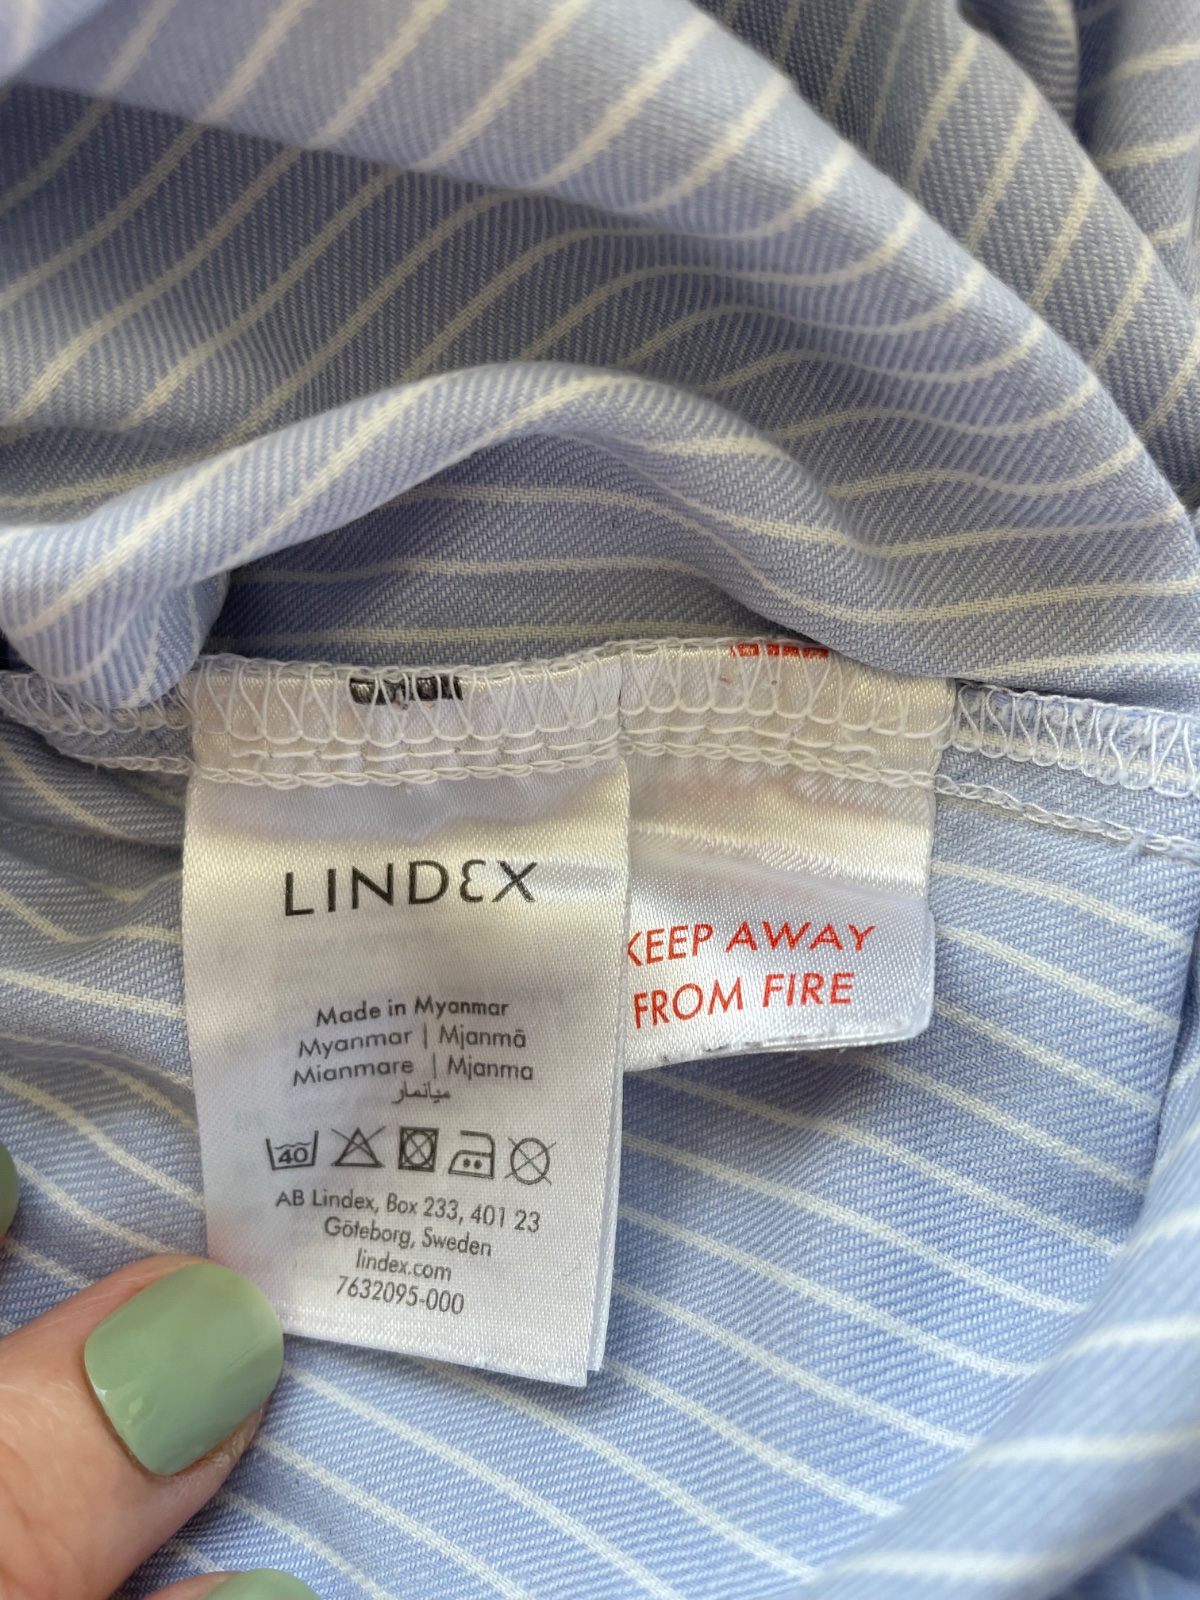 LINDEX
Made in Myanmar
Myanmar | Mjanmā
Mianmare | Mjanma
ميانمار
40
AB Lindex, Box 233, 401 23
Göteborg, Sweden
lindex.com
7632095-000
KEEP AWAY
FROM FIRE